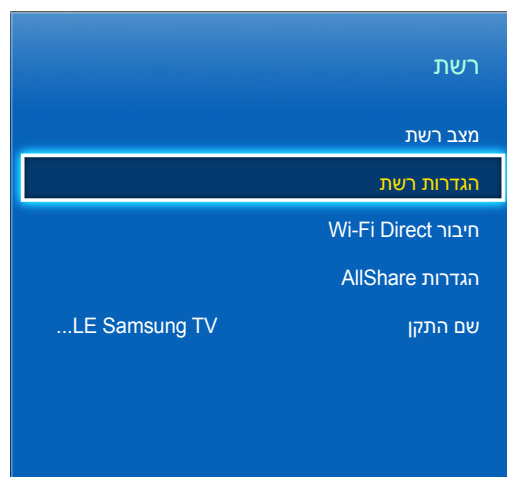 רשת
מצב רשת
הגדרות רשת
חיבור Wi-Fi Direct
הגדרות AllShare
שם התקן LE Samsung TV...